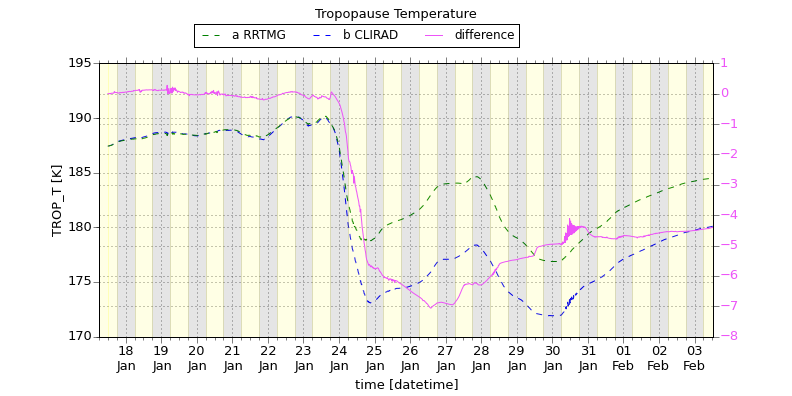 Tropopause Temperature
a RRTMG b CLIRAD difference
195 190 185 180 175 170
TROP_T [K]
1 0 −1 −2 −3 −4 −5 −6 −7 −8
18 19 20 21 22 23 24 25 26 27 28 29 30 31 01 02 03
Jan Jan Jan Jan Jan Jan Jan Jan Jan Jan Jan Jan Jan Jan Feb Feb Feb
time [datetime]